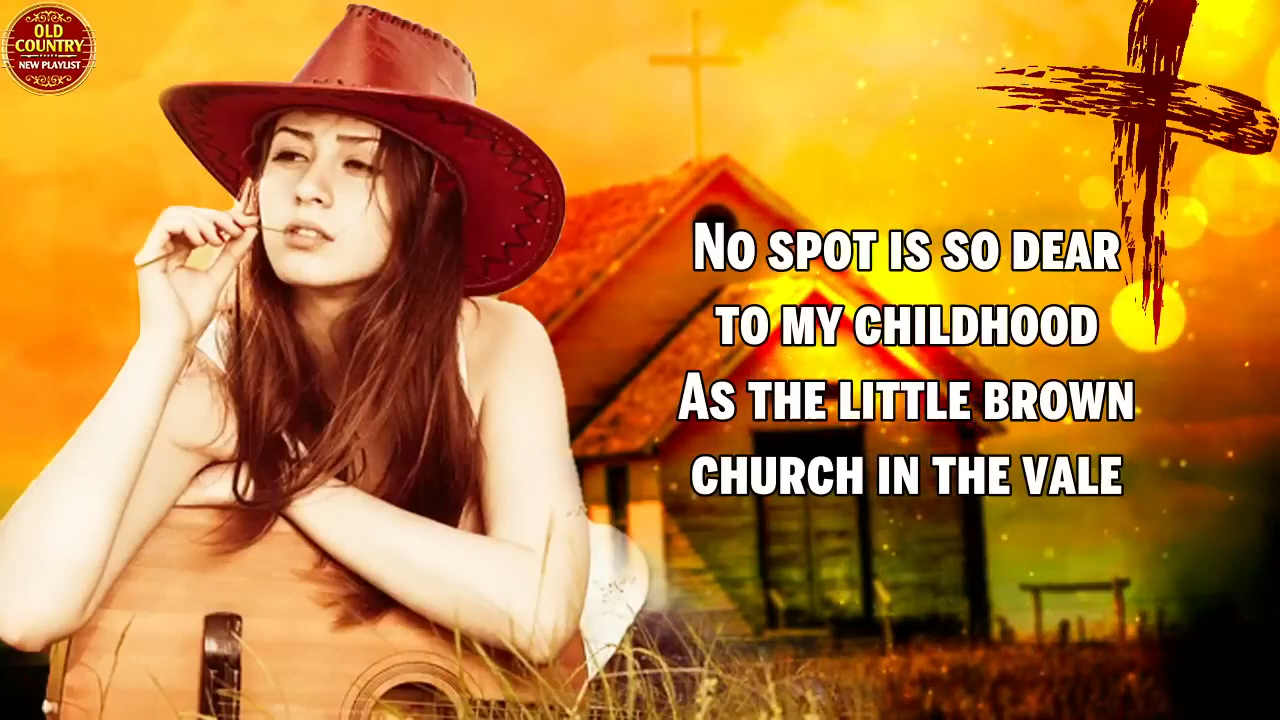 OLD
COUNTRY
NEW PLAYLIST
NO SPOT IS SO DEAR
TO MY CHILDHOOD
AS THE LITTLE BROWN
CHURCH IN THE VALE